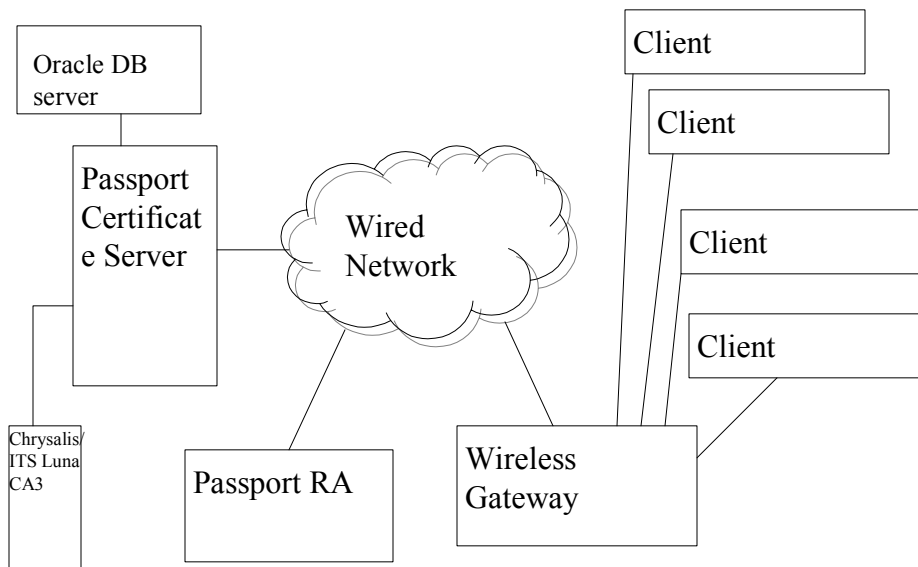 Oracle DB
server
Client
Client
Passport
Certificat
e Server
Wired
Network
Client
Client
Chrysalis/
ITS Luna
CA3
Passport RA
Wireless
Gateway